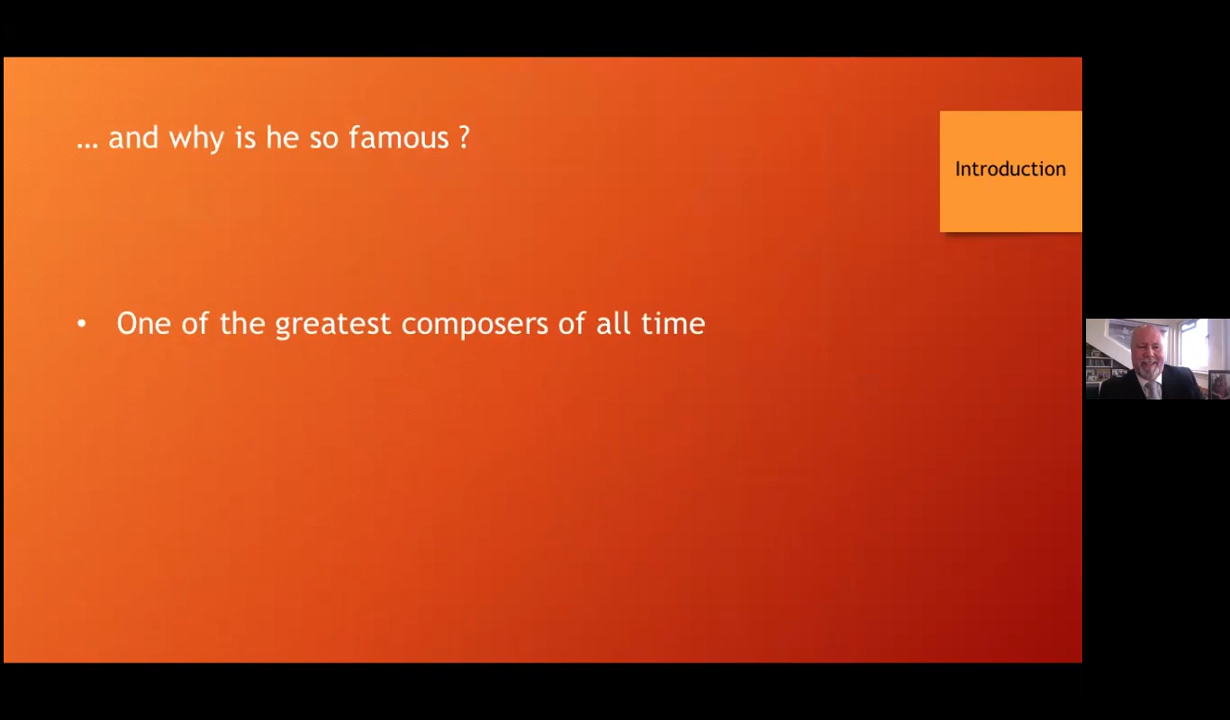 … and why is he so famous ?
Introduction
• One of the greatest composers of all time